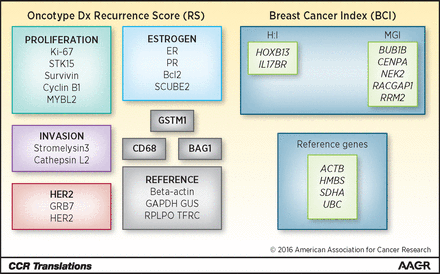 Oncotype Dx Recurrence Score (RS)
PROLIFERATION
Ki-67
STK15
Survivin
Cyclin B1
MYBL2
ESTROGEN
ER
PR
Bcl2
SCUBE2
GSTM1
INVASION
Stromelysin3
Cathepsin L2
CD68
BAG1
HER2
GRB7
HER2
REFERENCE
Beta-actin
GAPDH GUS
RPLPO TFRC
Breast Cancer Index (BCI)
H:I
HOXB13
IL17BR
MGI
BUB1B
CENPA
NEK2
RACGAP1
RRM2
Reference genes
ACTB
HMBS
SDHA
UBC
© 2016 American Association for Cancer Research
CCR Translations
AACR